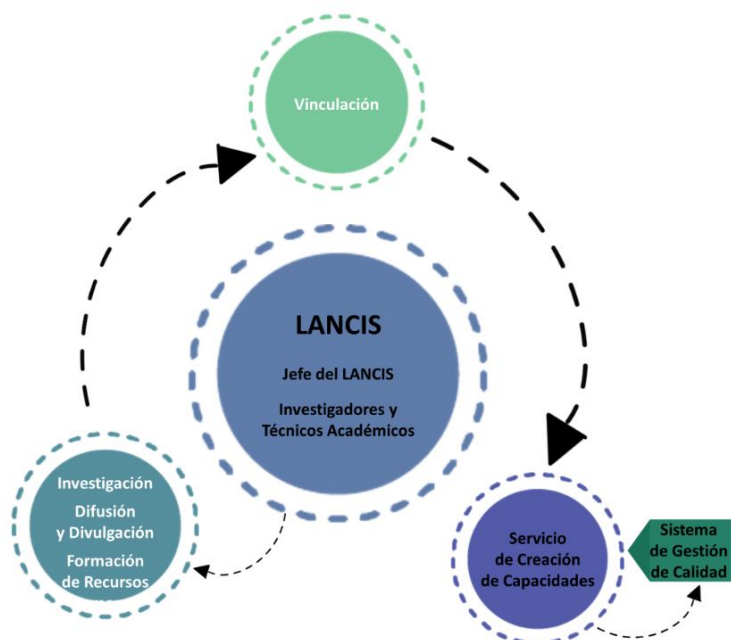 Vinculación
LANCIS
Jefe del LANCIS
Investigadores y
Técnicos Académicos
Investigación
Difusión
y Divulgación
Formación
de Recursos
Servicio
de Creación
de Capacidades
Sistema
de Gestión
de Calidad